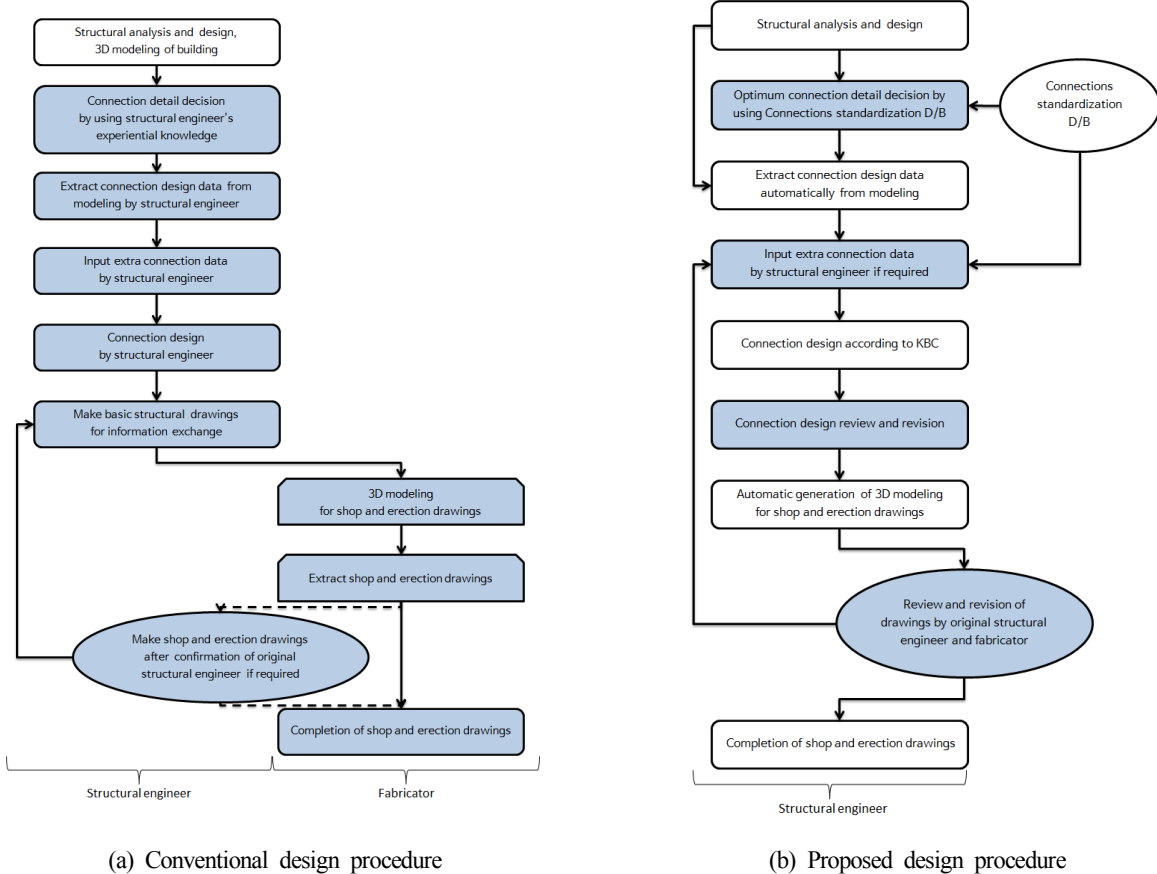 Structural analysis and design,
3D modeling of building
Connection detail decision
by using structural engineer's
experiential knowledge
Extract connection design data from
modeling by structural engineer
Input extra connection data
by structural engineer
Connection design
by structural engineer
Make basic structural drawings
for information exchange
3D modeling
for shop and erection drawings
Extract shop and erection drawings
Make shop and erection drawings
after confirmation of original
structural engineer if required
Completion of shop and erection drawings
Structural engineer
Fabricator
(a) Conventional design procedure
Structural analysis
and design
Optimum connection detail decision by
using Connections standardization D/B
Connections
standardization
D/B
Extract connection design data
automatically from modeling
Input extra connection data
by structural engineer if required
Connection design according to KBC
Connection design review and revision
Automatic generation of 3D modeling
for shop and erection drawings
Review and revision of
drawings by original structural
engineer and fabricator
Completion of shop and erection drawings
Structural engineer
(b) Proposed design procedure